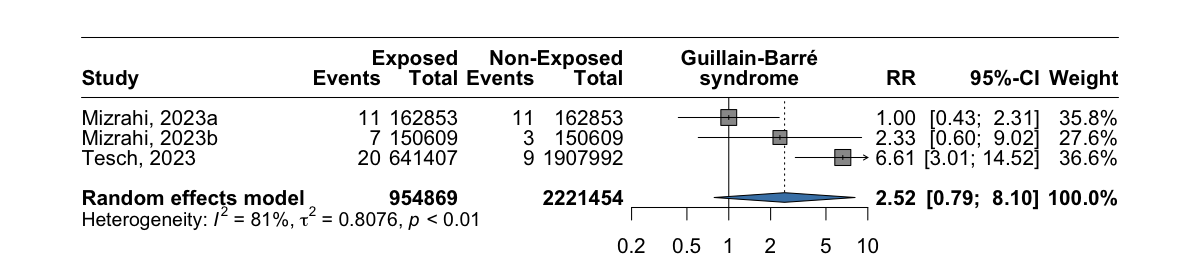 Exposed Non-Exposed Guillain-Barré
Study Events Total Events Total syndrome RR 95%-CI Weight
Mizrahi, 2023a 11 162853 11 162853 1.00 [0.43; 2.31] 35.8%
Mizrahi, 2023b 7 150609 3 150609 2.33 [0.60; 9.02] 27.6%
Tesch, 2023 20 641407 9 1907992 6.61 [3.01; 14.52] 36.6%
Random effects model 954869 2221454 2.52 [0.79; 8.10] 100.0%
Heterogeneity: I² = 81%, τ² = 0.8076, p < 0.01
0.2 0.5 1 2 5 10